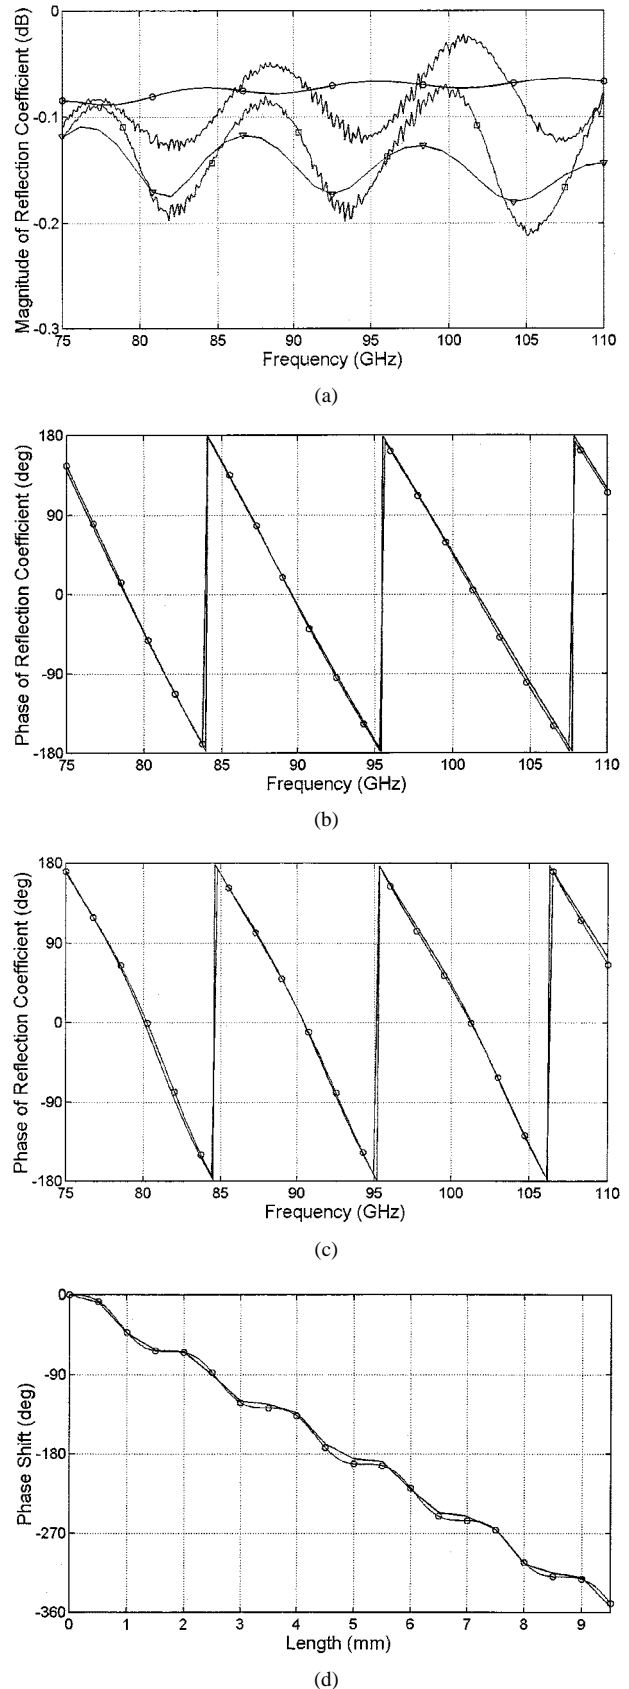 Magnitude of Reflection Coefficient (dB)
0
-0.1
-0.2
-0.3
75 80 85 90 95 100 105 110
Frequency (GHz)
(a)
Phase of Reflection Coefficient (deg)
180
90
0
-90
-180
75 80 85 90 95 100 105 110
Frequency (GHz)
(b)
Phase of Reflection Coefficient (deg)
180
90
0
-90
-180
75 80 85 90 95 100 105 110
Frequency (GHz)
(c)
Phase Shift (deg)
0
-90
-180
-270
-360
0 1 2 3 4 5 6 7 8 9
Length (mm)
(d)